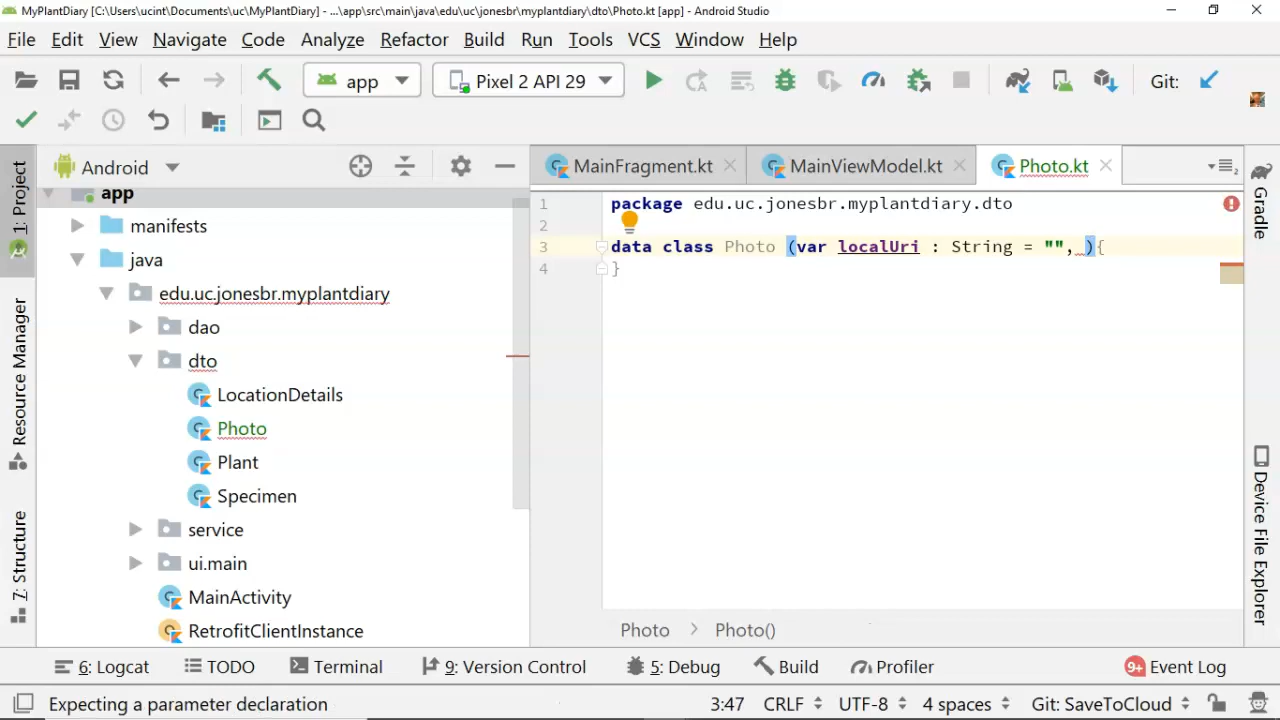 MyPlantDiary [C:\Users\ucint\Documents\uc\MyPlantDiary] - ...\app\src\main\java\edu\uc\jonesbr\myplantdiary\dto\Photo.kt [app] - Android Studio
File Edit View Navigate Code Analyze Refactor Build Run Tools VCS Window Help
app Pixel 2 API 29 Git:
Android MainFragment.kt MainViewModel.kt Photo.kt
1: Project
Resource Manager
7: Structure
app
manifests
java
edu.uc.jonesbr.myplantdiary
dao
dto
LocationDetails
Photo
Plant
Specimen
service
ui.main
MainActivity
RetrofitClientInstance
1 package edu.uc.jonesbr.myplantdiary.dto
2
3 data class Photo (var localUri : String = "", ){
4 }
Photo Photo()
Gradle
Device File Explorer
6: Logcat TODO Terminal 9: Version Control 5: Debug Build Profiler 9+ Event Log
Expecting a parameter declaration 3:47 CRLF UTF-8 4 spaces Git: SaveToCloud